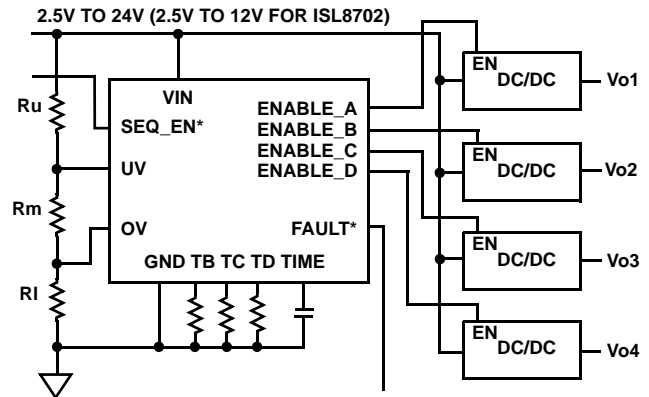 2.5V TO 24V (2.5V TO 12V FOR ISL8702)
EN
DC/DC
Vo1
VIN
Ru
ENABLE_A
SEQ_EN*
ENABLE_B
ENABLE_C
ENABLE_D
EN
DC/DC
Vo2
UV
Rm
OV
FAULT*
EN
DC/DC
Vo3
GND TB TC TD TIME
Rl
EN
DC/DC
Vo4